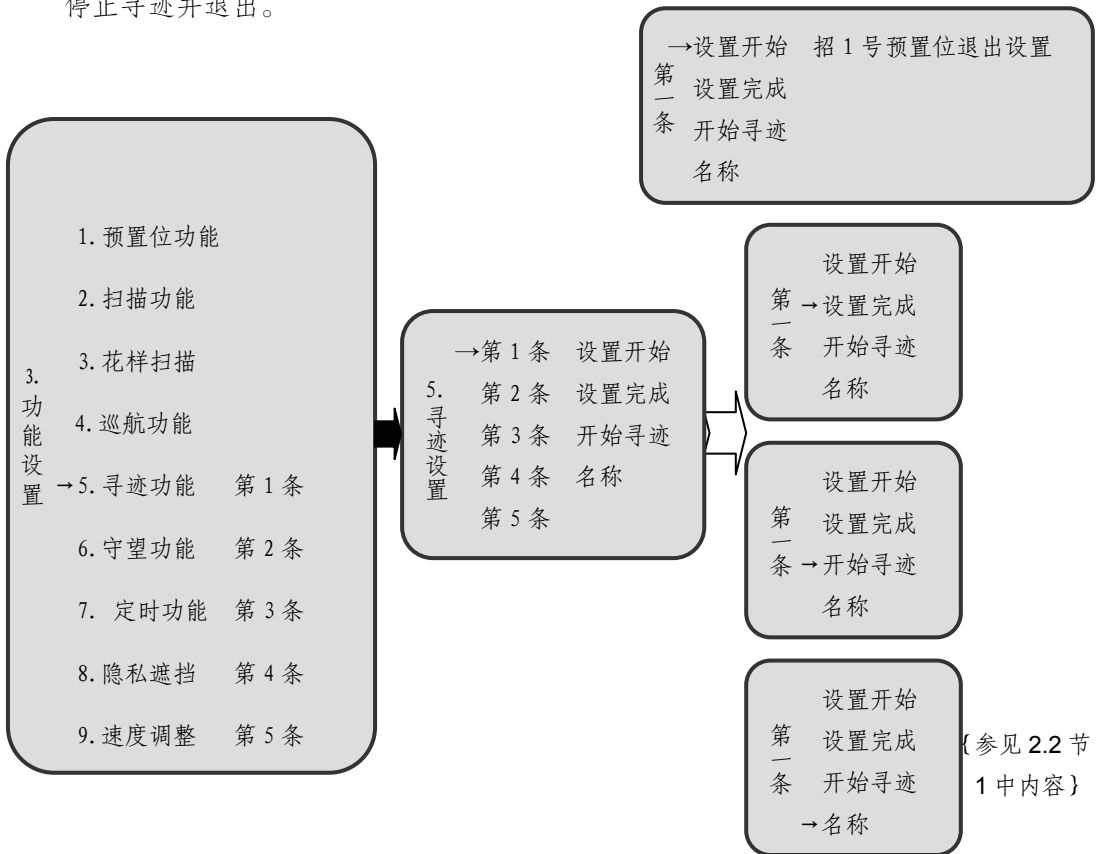 停止寻迹并退出。
→设置开始 招 1 号预置位退出设置
第一条
设置完成
开始寻迹
名称
3.功能设置
1.预置位功能
2.扫描功能
3.花样扫描
4.巡航功能
→5.寻迹功能 第 1 条
6.守望功能 第 2 条
7. 定时功能 第 3 条
8.隐私遮挡 第 4 条
9.速度调整 第 5 条
5.寻迹设置
→第 1 条 设置开始
第 2 条 设置完成
第 3 条 开始寻迹
第 4 条 名称
第 5 条
第一条
设置开始
→设置完成
开始寻迹
名称
第一条
设置开始
设置完成
→开始寻迹
名称
第一条
设置开始
设置完成
开始寻迹
→名称
{参见 2.2 节
1 中内容}